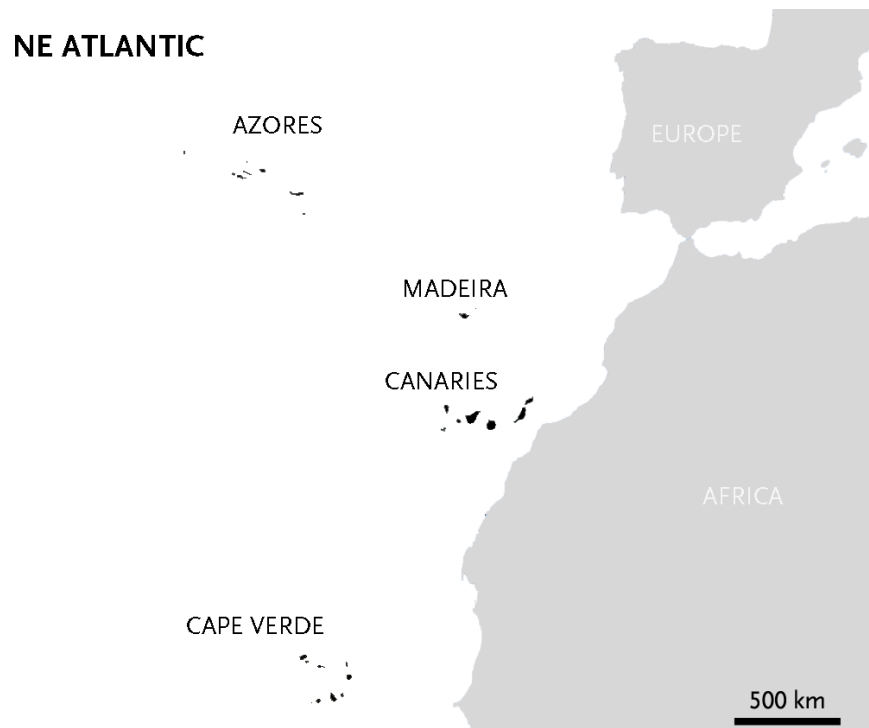 NE ATLANTIC
AZORES
EUROPE
MADEIRA
CANARIES
AFRICA
CAPE VERDE
500 km